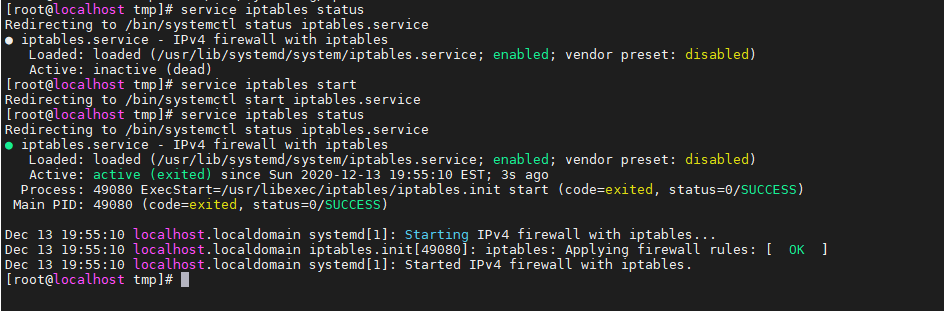 [root@localhost tmp]# service iptables status
Redirecting to /bin/systemctl status iptables.service
● iptables.service - IPv4 firewall with iptables
   Loaded: loaded (/usr/lib/systemd/system/iptables.service; enabled; vendor preset: disabled)
   Active: inactive (dead)
[root@localhost tmp]# service iptables start
Redirecting to /bin/systemctl start iptables.service
[root@localhost tmp]# service iptables status
Redirecting to /bin/systemctl status iptables.service
● iptables.service - IPv4 firewall with iptables
   Loaded: loaded (/usr/lib/systemd/system/iptables.service; enabled; vendor preset: disabled)
   Active: active (exited) since Sun 2020-12-13 19:55:10 EST; 3s ago
  Process: 49080 ExecStart=/usr/libexec/iptables/iptables.init start (code=exited, status=0/SUCCESS)
 Main PID: 49080 (code=exited, status=0/SUCCESS)

Dec 13 19:55:10 localhost.localdomain systemd[1]: Starting IPv4 firewall with iptables...
Dec 13 19:55:10 localhost.localdomain iptables.init[49080]: iptables: Applying firewall rules: [  OK  ]
Dec 13 19:55:10 localhost.localdomain systemd[1]: Started IPv4 firewall with iptables.
[root@localhost tmp]#